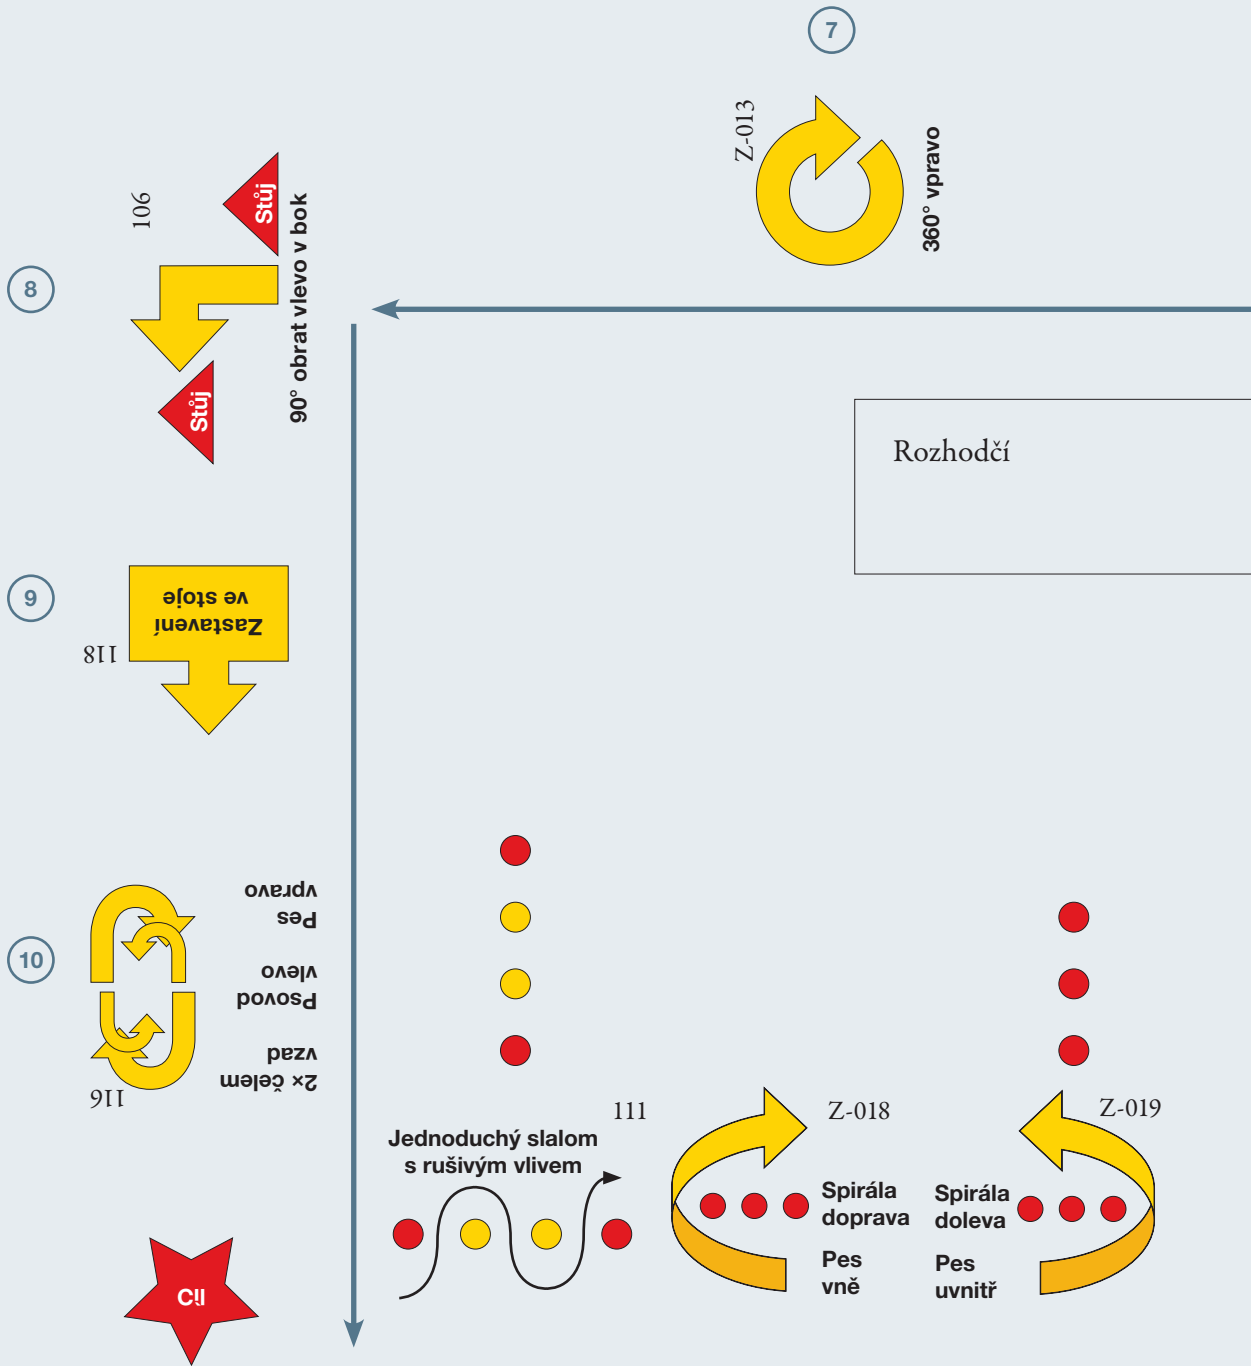 7
Z-013
360° vpravo
8
106
Stůj
Stůj
90° obrat vlevo v bok
Rozhodčí
9
Zastavení
ve stoje
118
10
2× čelem
vzad
Psovod
vlevo
Pes
vpravo
116
Cíl
111
Jednoduchý slalom
s rušivým vlivem
Z-018
Spirála
doprava
Pes
vně
Z-019
Spirála
doleva
Pes
uvnitř